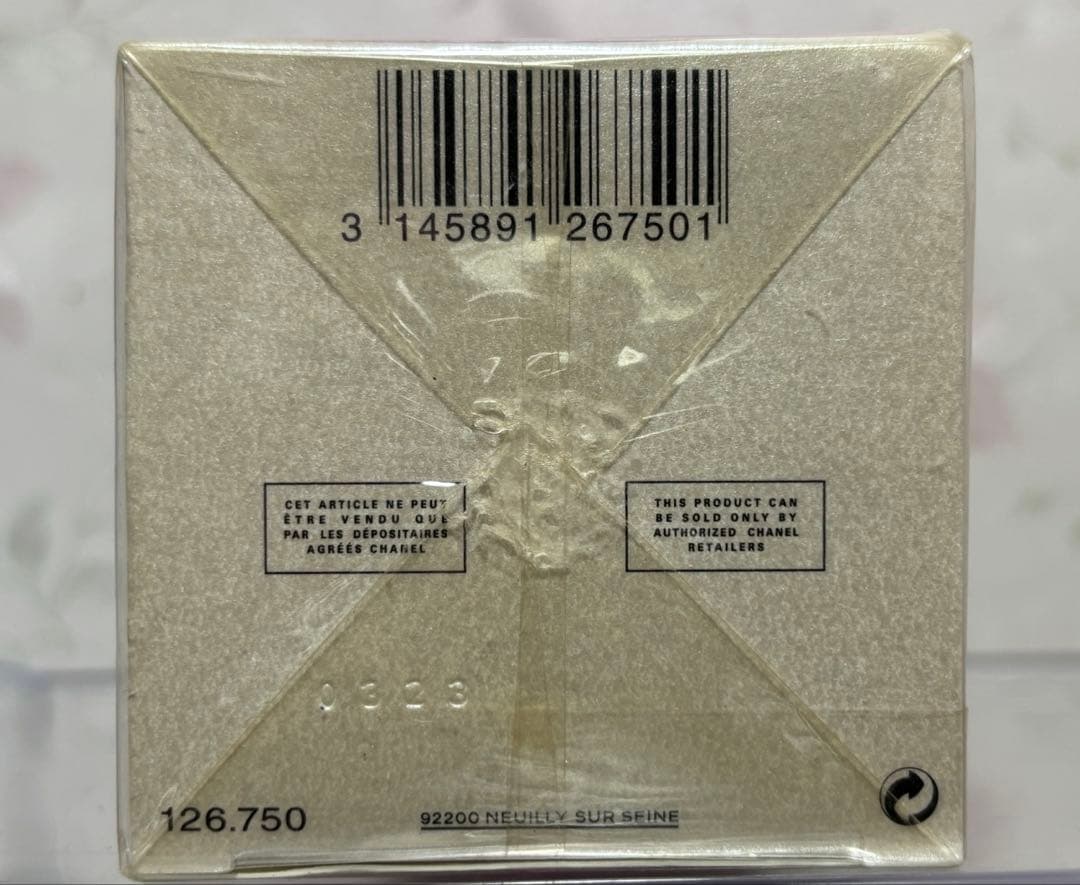 3 145891 267501
CET ARTICLE NE PEUT
ÊTRE VENDU QUE
PAR LES DÉPOSITAIRES
AGRÉÉS CHANEL
THIS PRODUCT CAN
BE SOLD ONLY BY
AUTHORIZED CHANEL
RETAILERS
0323
126.750
92200 NEUILLY SUR SEINE